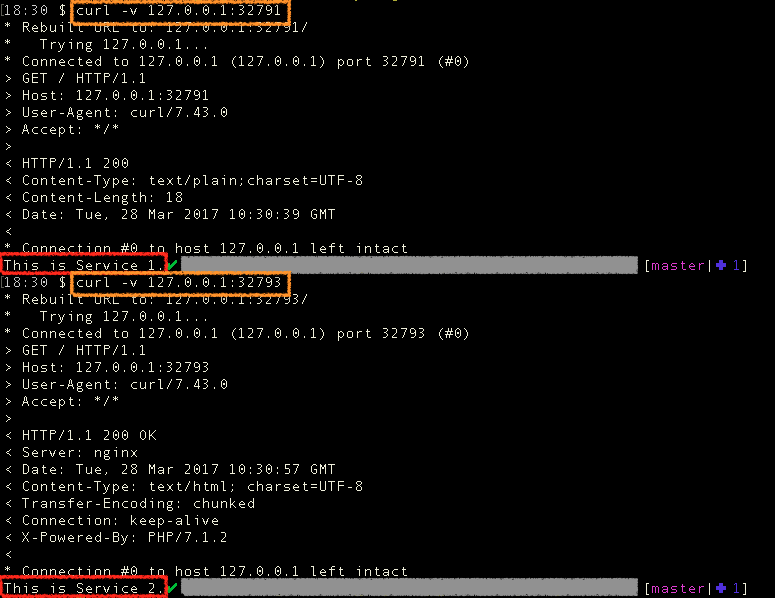 [18:30 $ curl -v 127.0.0.1:32791
* Rebuilt URL to: 127.0.0.1:32791/
*   Trying 127.0.0.1...
* Connected to 127.0.0.1 (127.0.0.1) port 32791 (#0)
> GET / HTTP/1.1
> Host: 127.0.0.1:32791
> User-Agent: curl/7.43.0
> Accept: */*
>
< HTTP/1.1 200
< Content-Type: text/plain;charset=UTF-8
< Content-Length: 18
< Date: Tue, 28 Mar 2017 10:30:39 GMT
<
* Connection #0 to host 127.0.0.1 left intact
This is Service 1.✔ [master|✚ 1]
[18:30 $ curl -v 127.0.0.1:32793
* Rebuilt URL to: 127.0.0.1:32793/
*   Trying 127.0.0.1...
* Connected to 127.0.0.1 (127.0.0.1) port 32793 (#0)
> GET / HTTP/1.1
> Host: 127.0.0.1:32793
> User-Agent: curl/7.43.0
> Accept: */*
>
< HTTP/1.1 200 OK
< Server: nginx
< Date: Tue, 28 Mar 2017 10:30:57 GMT
< Content-Type: text/html; charset=UTF-8
< Transfer-Encoding: chunked
< Connection: keep-alive
< X-Powered-By: PHP/7.1.2
<
* Connection #0 to host 127.0.0.1 left intact
This is Service 2.✔ [master|✚ 1]